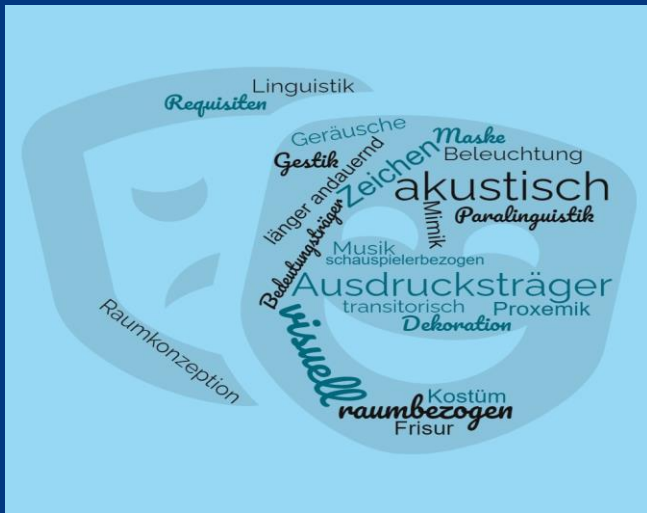 Linguistik
Requisiten
Geräusche
Maske
Gestik
länger andauernd
Zeichen
Beleuchtung
akustisch
Bedeutungsträger
Mimik
Paralinguistik
Musik
schauspielerbezogen
Ausdrucksträger
transitorisch
Proxemik
Dekoration
visuell
Raumkonzeption
Kostüm
raumbezogen
Frisur